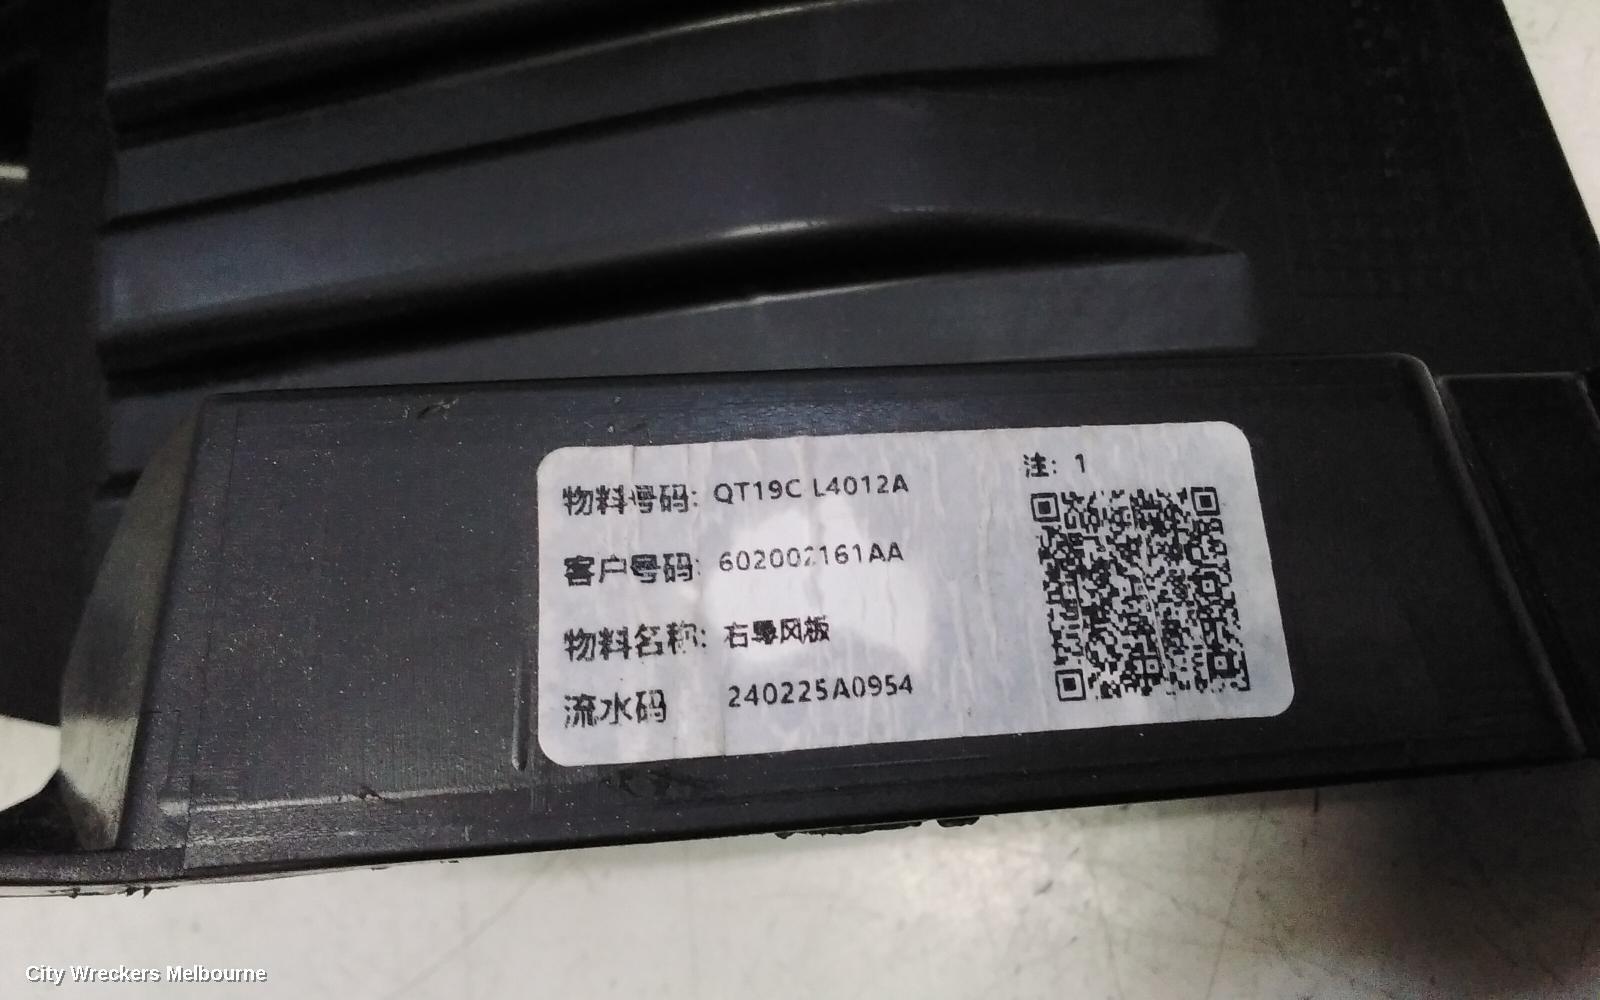 注: 1
物料号码: QT19C L4012A
客户号码: 602002161AA
物料名称: 右导风板
流水码 240225A0954
City Wreckers Melbourne